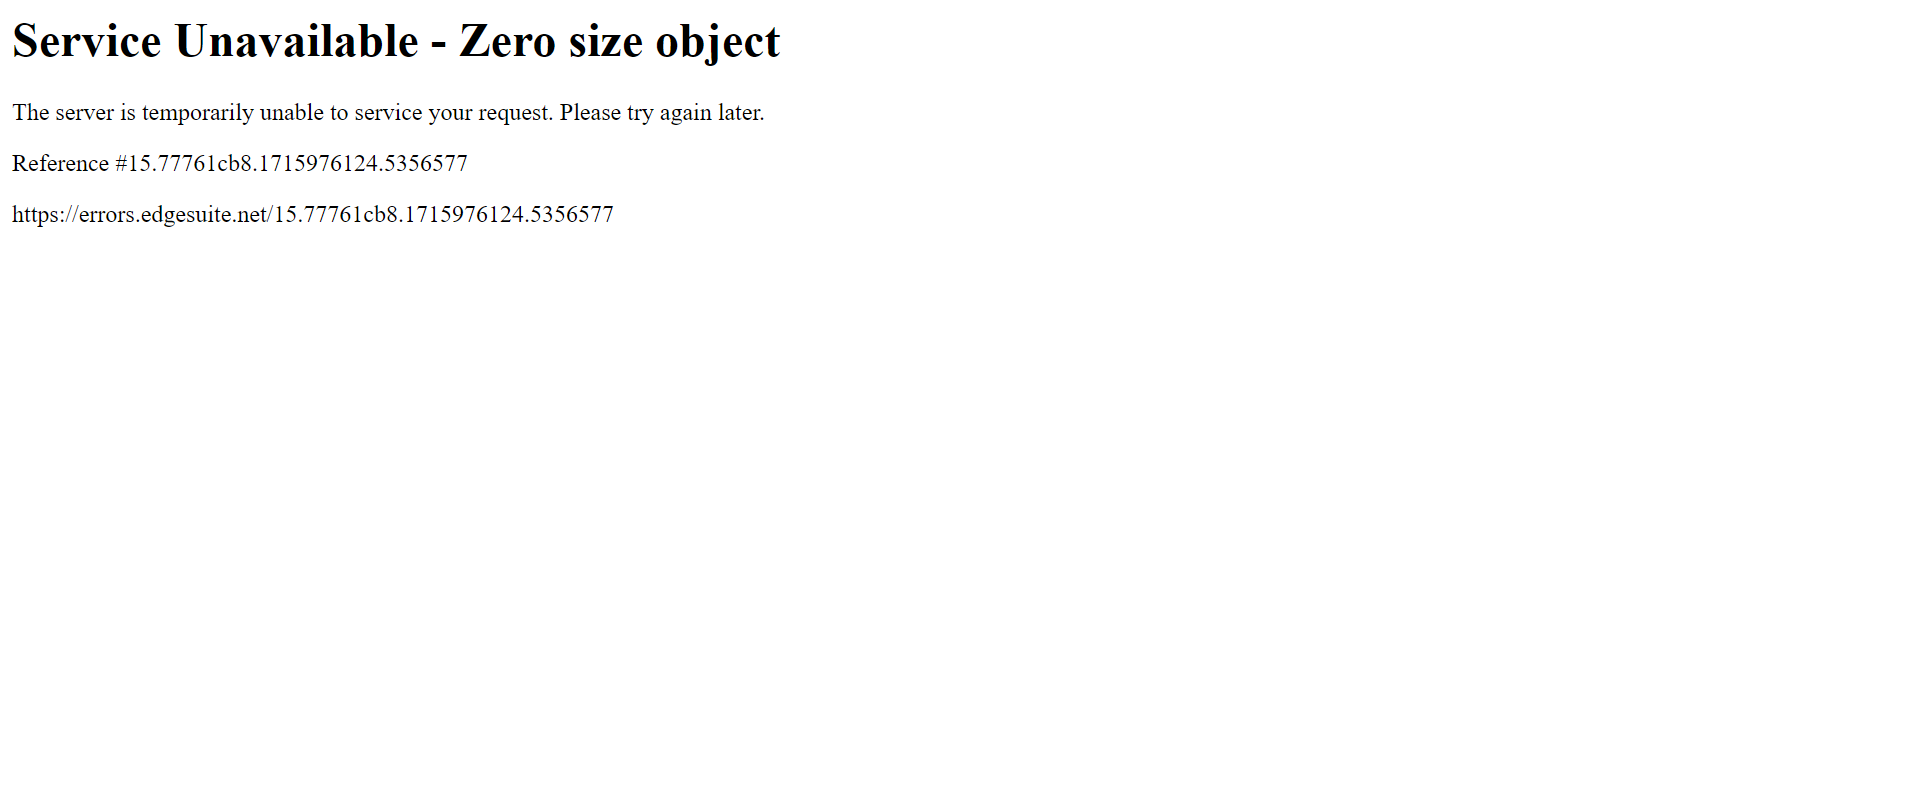 Service Unavailable - Zero size object
The server is temporarily unable to service your request. Please try again later.
Reference #15.77761cb8.1715976124.5356577
https://errors.edgesuite.net/15.77761cb8.1715976124.5356577